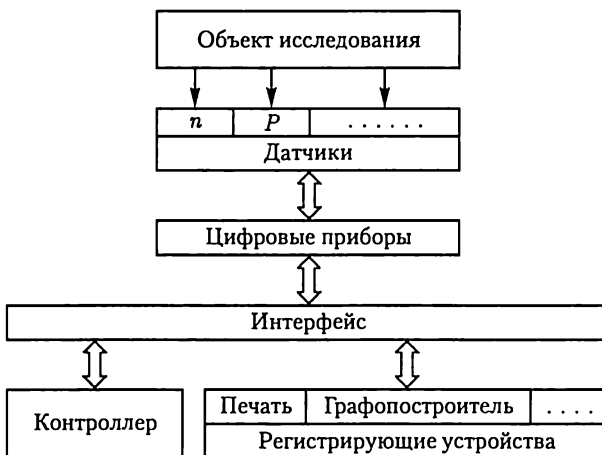 Объект исследования
n P . . . . . .
Датчики
Цифровые приборы
Интерфейс
Контроллер
Печать Графопостроитель . . . .
Регистрирующие устройства